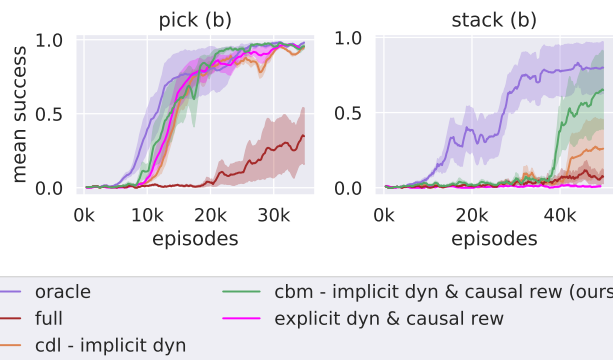 pick (b)
stack (b)
mean success
1.0
0.5
0.0
0k 10k 20k 30k
episodes
1.0
0.5
0.0
0k 20k 40k
episodes
oracle
full
cdl - implicit dyn
cbm - implicit dyn & causal rew (ours
explicit dyn & causal rew